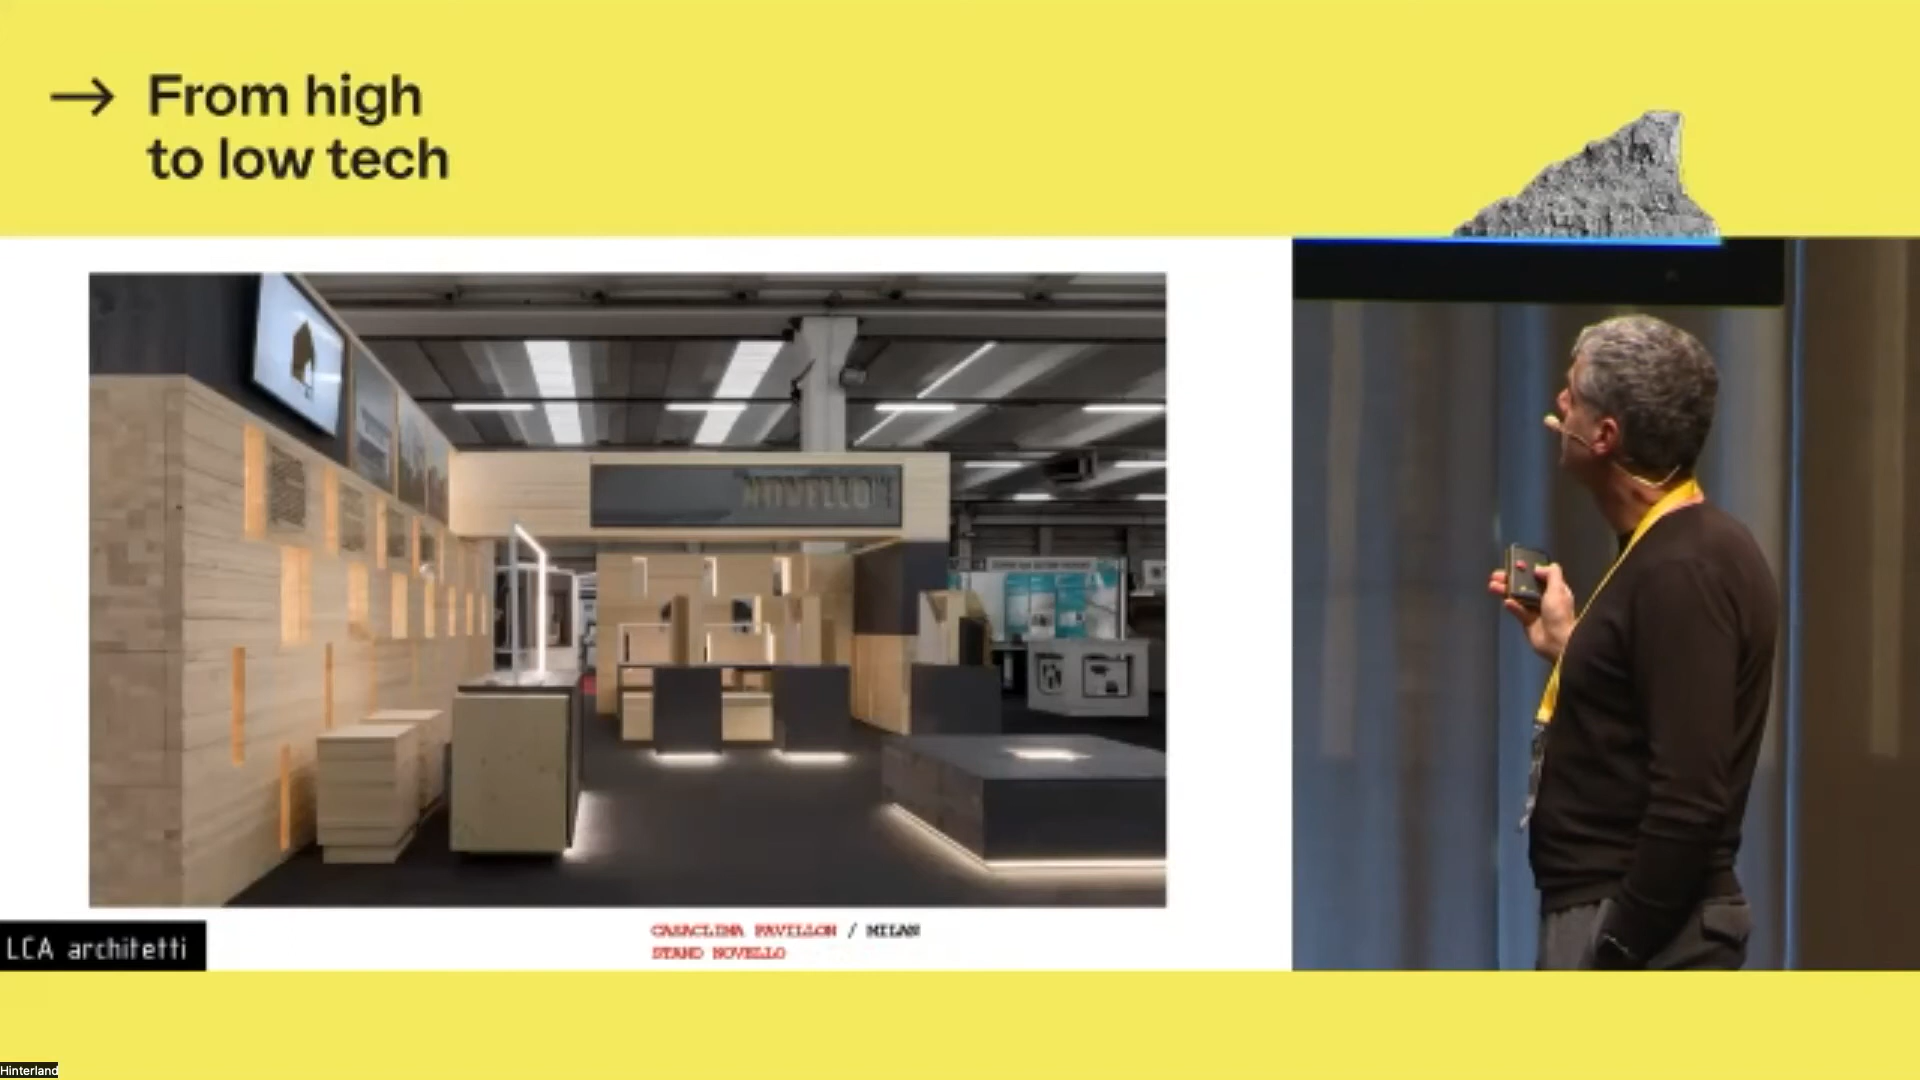 From high
to low tech
NOVELLO
LCA architetti
CASACLIMA PAVILLON / MILAN
STAND NOVELLO
Hinterland